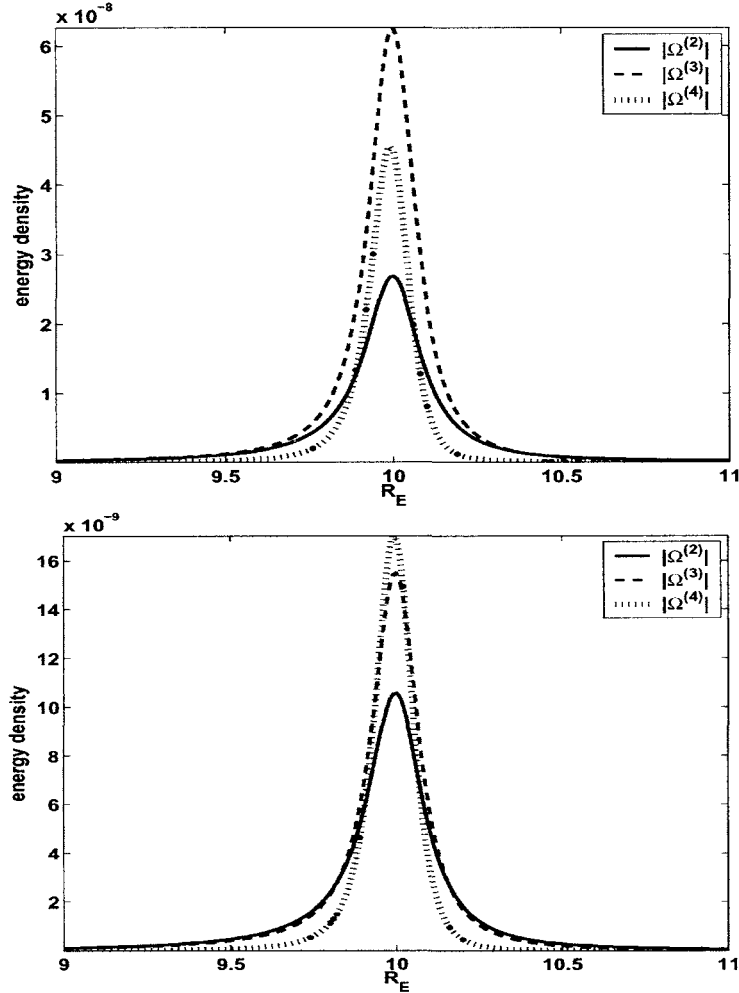 x 10⁻⁸
6
5
4
3
2
1
energy density
|Ω⁽²⁾|
|Ω⁽³⁾|
|Ω⁽⁴⁾|
9
9.5
10
10.5
11
R_E
x 10⁻⁹
16
14
12
10
8
6
4
2
energy density
|Ω⁽²⁾|
|Ω⁽³⁾|
|Ω⁽⁴⁾|
9
9.5
10
10.5
11
R_E